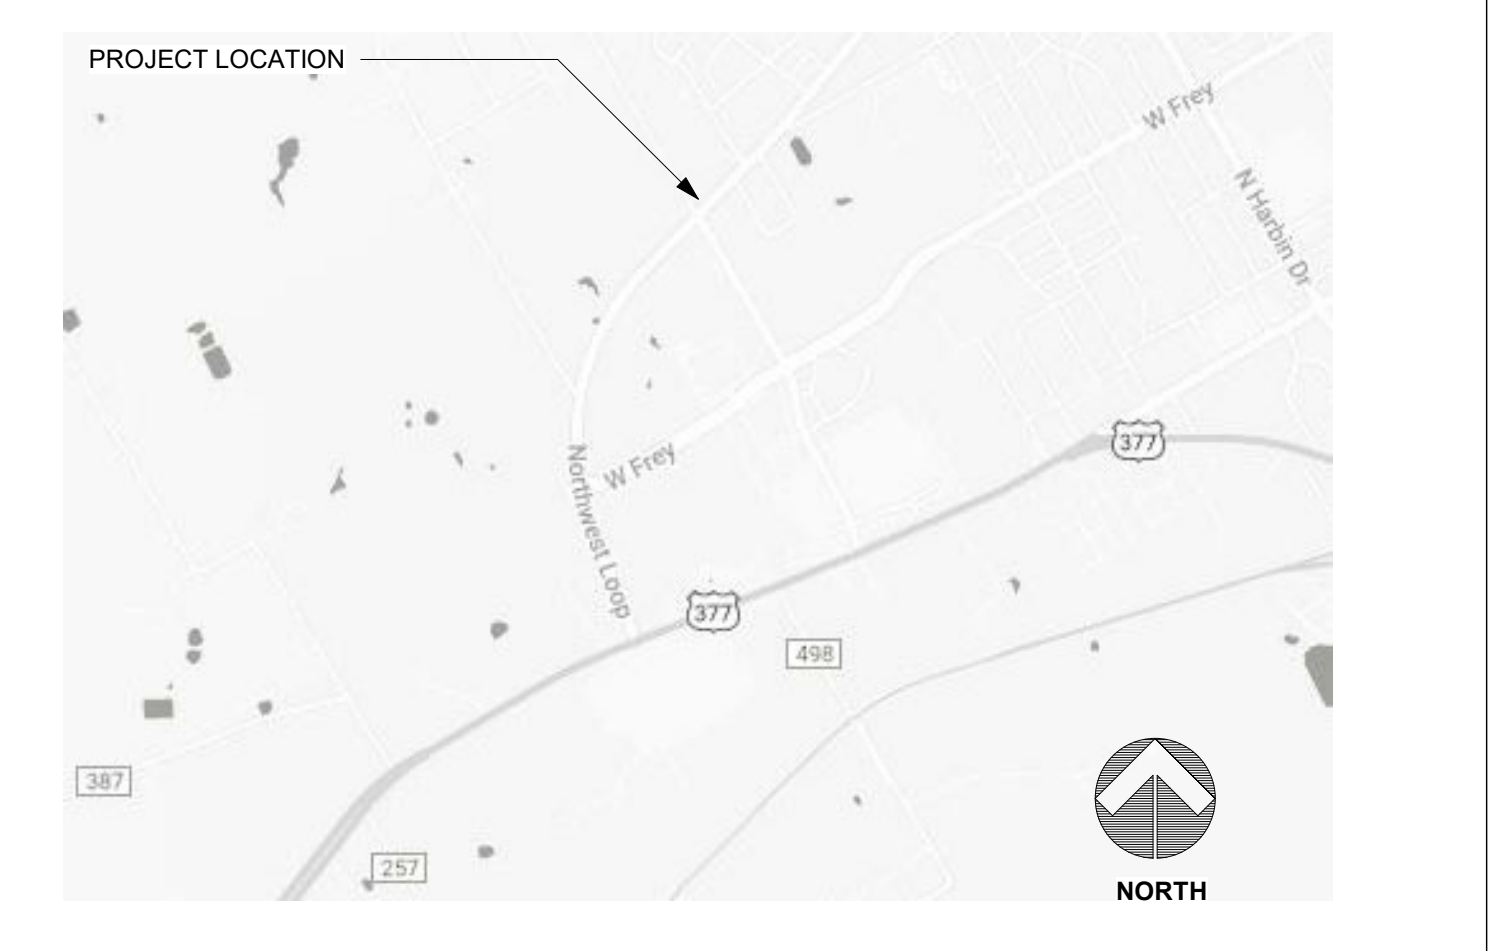 PROJECT LOCATION
W Frey
N Harbin Dr
377
W Frey
Northwest Loop
377
498
387
257
NORTH